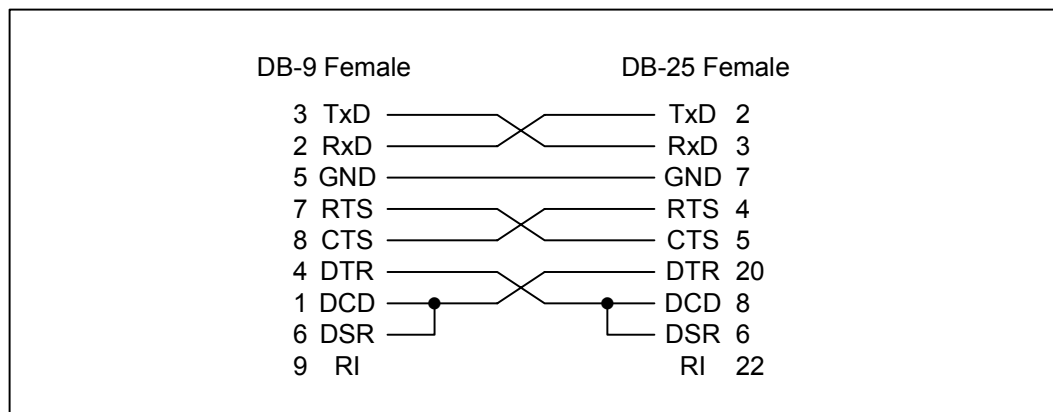 DB-9 Female DB-25 Female
3 TxD TxD 2
2 RxD RxD 3
5 GND GND 7
7 RTS RTS 4
8 CTS CTS 5
4 DTR DTR 20
1 DCD DCD 8
6 DSR DSR 6
9 RI RI 22